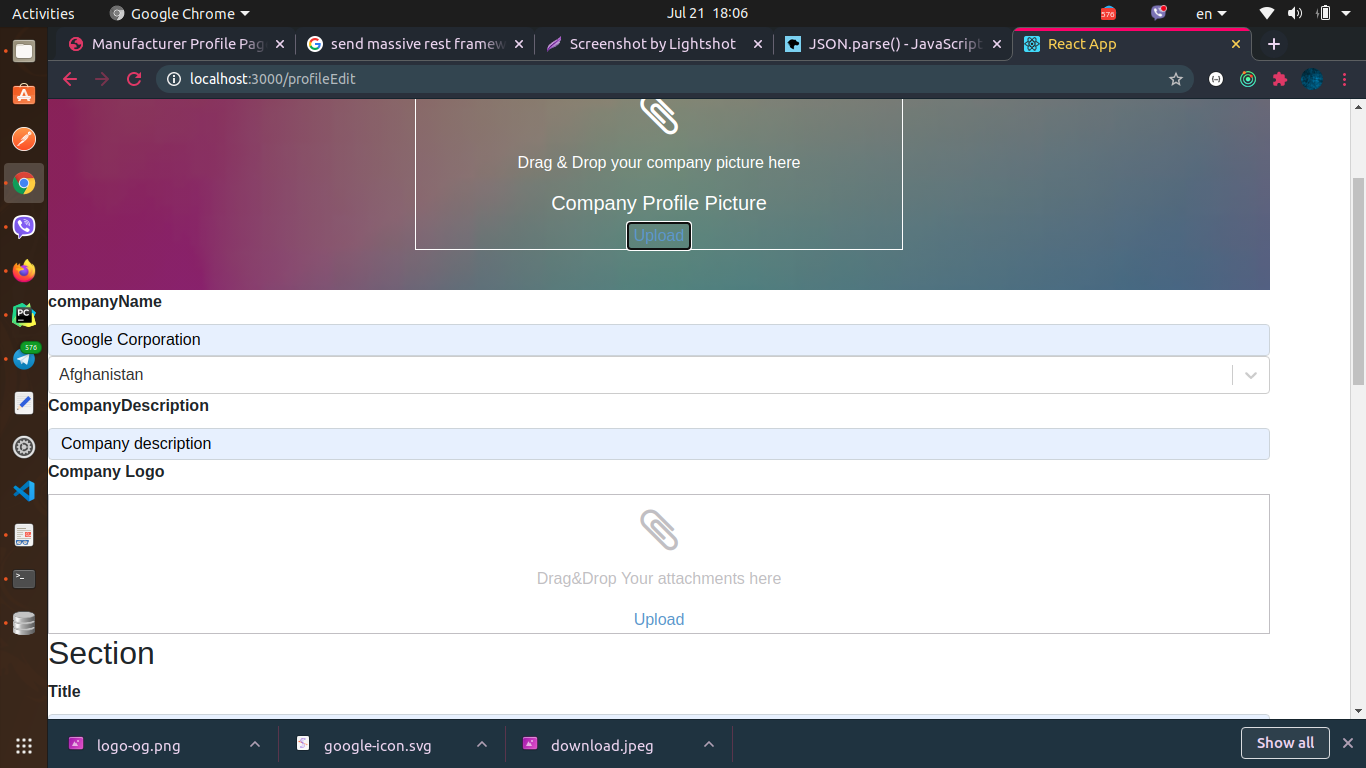 Activities
Google Chrome
Jul 21 18:06
576
en
Manufacturer Profile Pag
send massive rest framew
Screenshot by Lightshot
JSON.parse() - JavaScript
React App
localhost:3000/profileEdit
Drag & Drop your company picture here
Company Profile Picture
Upload
companyName
Google Corporation
Afghanistan
CompanyDescription
Company description
Company Logo
Drag&Drop Your attachments here
Upload
Section
Title
PC
576
logo-og.png
google-icon.svg
download.jpeg
Show all